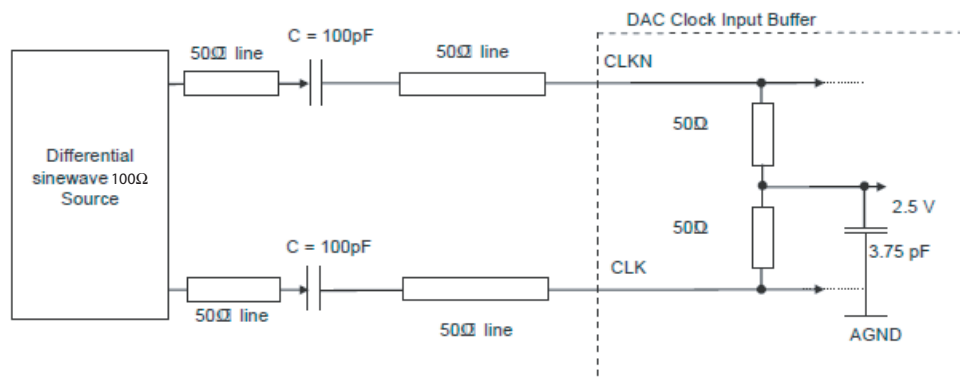 DAC Clock Input Buffer
C = 100pF
50Ω line
50Ω line
CLKN
50Ω
Differential
sinewave 100Ω
Source
2.5 V
50Ω
3.75 pF
C = 100pF
CLK
50Ω line
50Ω line
AGND